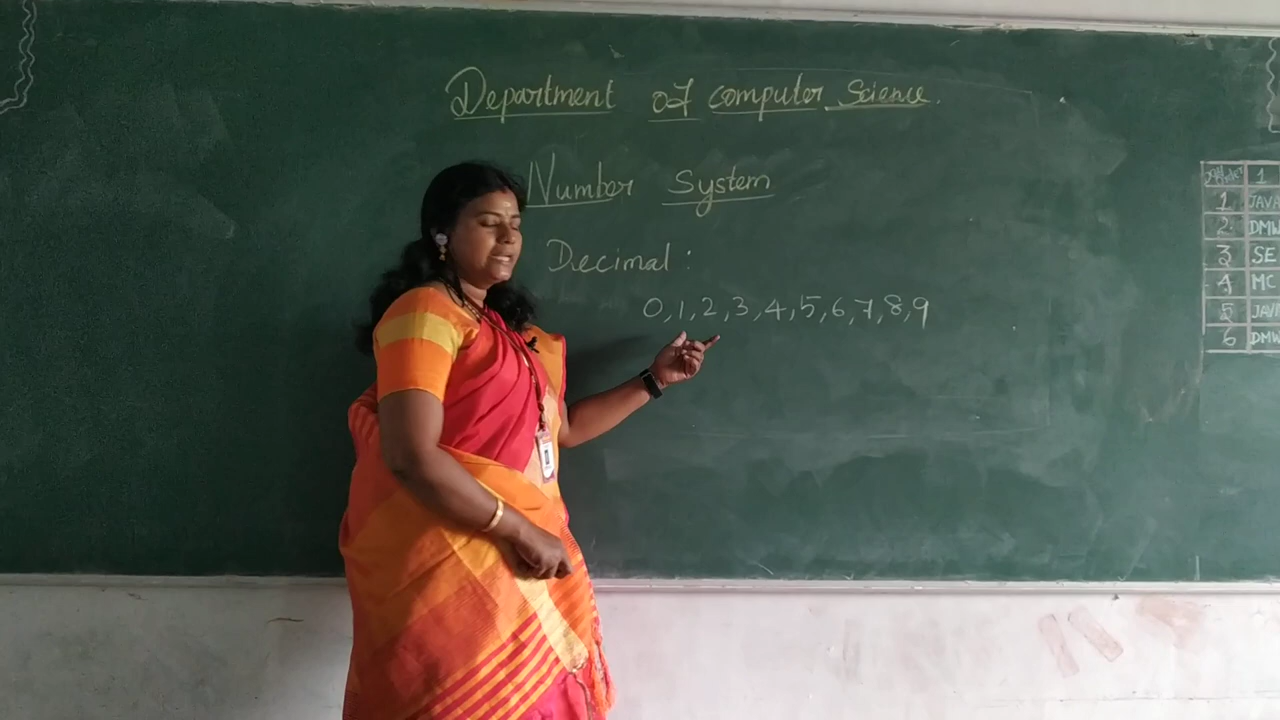 Department of computer Science.
Number System
Decimal:
0,1,2,3,4,5,6,7,8,9
1
1 JAVA
2 DMW
3 SE
4 MC
5 JAV
6 DMW